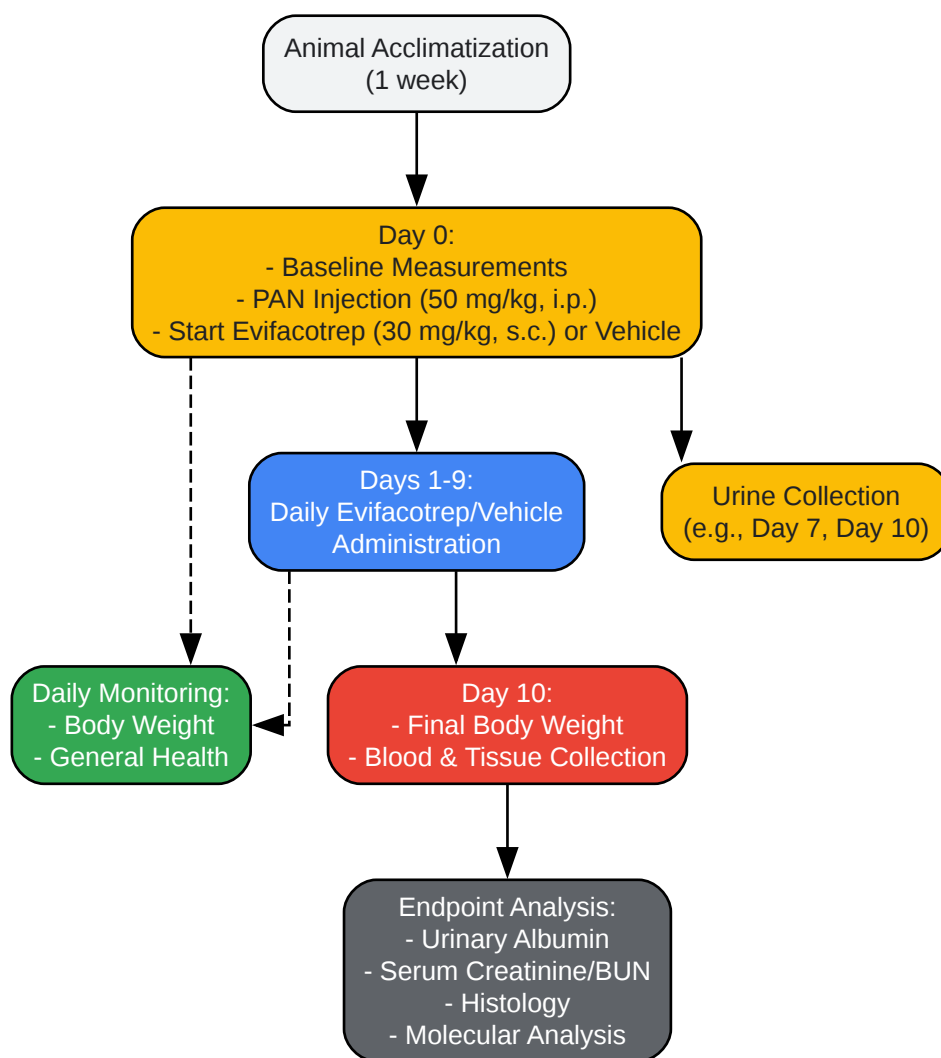 Animal Acclimatization
(1 week)
Day 0:
- Baseline Measurements
- PAN Injection (50 mg/kg, i.p.)
- Start Evifacotrep (30 mg/kg, s.c.) or Vehicle
Days 1-9:
Daily Evifacotrep/Vehicle
Administration
Urine Collection
(e.g., Day 7, Day 10)
Daily Monitoring:
- Body Weight
- General Health
Day 10:
- Final Body Weight
- Blood & Tissue Collection
Endpoint Analysis:
- Urinary Albumin
- Serum Creatinine/BUN
- Histology
- Molecular Analysis